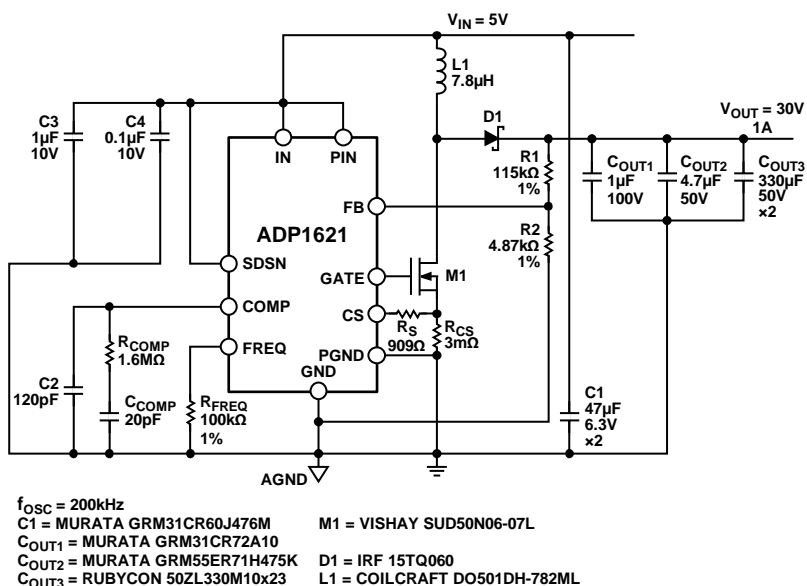 V_IN = 5V
L1
7.8µH
D1
V_OUT = 30V
1A
C3
1µF
10V
C4
0.1µF
10V
IN
PIN
R1
115kΩ
1%
C_OUT1
1µF
100V
C_OUT2
4.7µF
50V
C_OUT3
330µF
50V
×2
FB
ADP1621
R2
4.87kΩ
1%
SDSN
GATE
M1
COMP
CS
R_S
909Ω
R_CS
3mΩ
R_COMP
1.6MΩ
FREQ
PGND
GND
C2
120pF
C_COMP
20pF
R_FREQ
100kΩ
1%
C1
47µF
6.3V
×2
AGND
f_OSC = 200kHz
C1 = MURATA GRM31CR60J476M
M1 = VISHAY SUD50N06-07L
C_OUT1 = MURATA GRM31CR72A10
C_OUT2 = MURATA GRM55ER71H475K
D1 = IRF 15TQ060
C_OUT3 = RUBYCON 50ZL330M10x23
L1 = COILCRAFT DO501DH-782ML